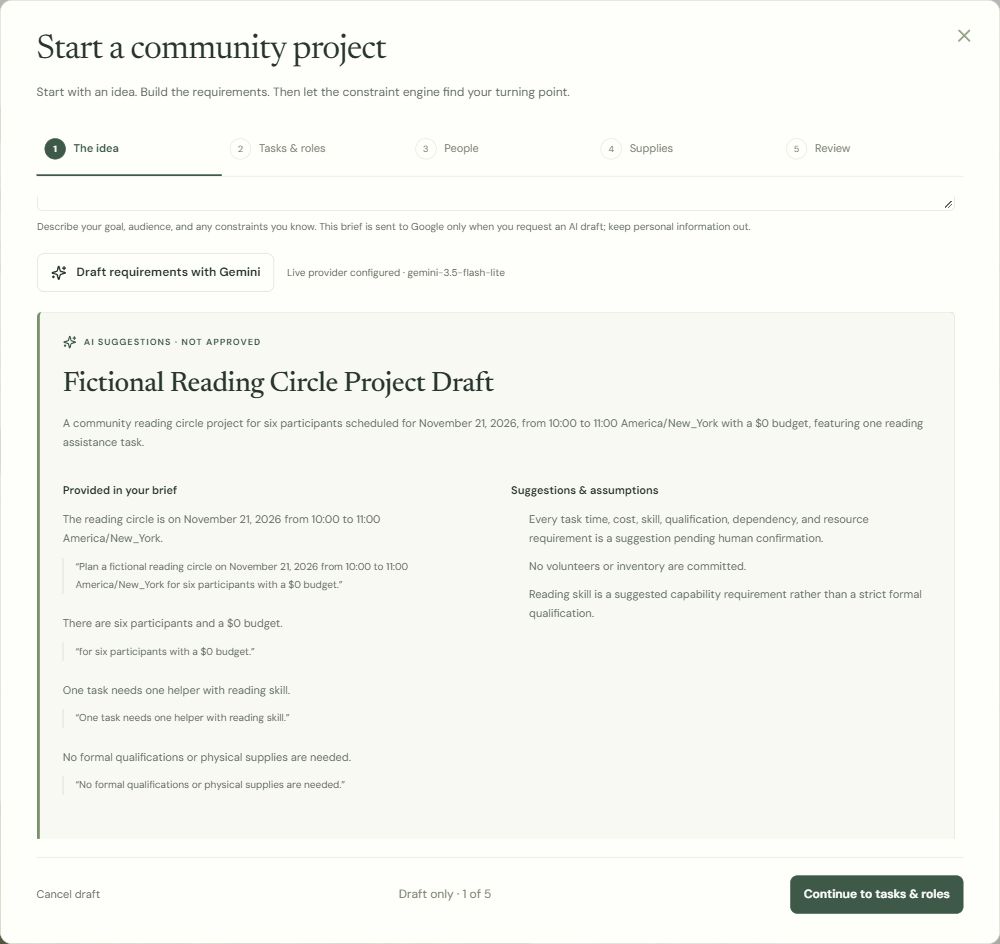 Start a community project
Start with an idea. Build the requirements. Then let the constraint engine find your turning point.
1 The idea
2 Tasks & roles
3 People
4 Supplies
5 Review
Describe your goal, audience, and any constraints you know. This brief is sent to Google only when you request an AI draft; keep personal information out.
Draft requirements with Gemini
Live provider configured · gemini-3.5-flash-lite
AI SUGGESTIONS · NOT APPROVED
Fictional Reading Circle Project Draft
A community reading circle project for six participants scheduled for November 21, 2026, from 10:00 to 11:00 America/New_York with a $0 budget, featuring one reading
assistance task.
Provided in your brief
The reading circle is on November 21, 2026 from 10:00 to 11:00
America/New_York.
“Plan a fictional reading circle on November 21, 2026 from 10:00 to 11:00
America/New_York for six participants with a $0 budget.”
There are six participants and a $0 budget.
“for six participants with a $0 budget.”
One task needs one helper with reading skill.
“One task needs one helper with reading skill.”
No formal qualifications or physical supplies are needed.
“No formal qualifications or physical supplies are needed.”
Suggestions & assumptions
Every task time, cost, skill, qualification, dependency, and resource
requirement is a suggestion pending human confirmation.
No volunteers or inventory are committed.
Reading skill is a suggested capability requirement rather than a strict formal
qualification.
Cancel draft
Draft only · 1 of 5
Continue to tasks & roles